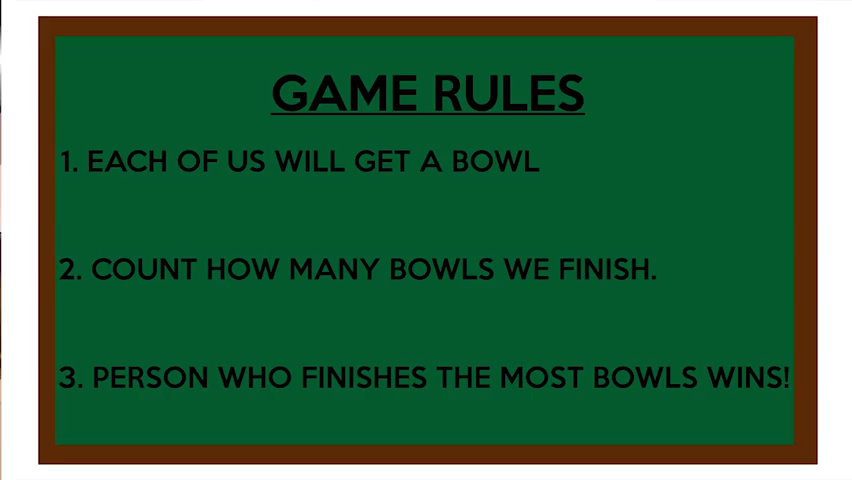 GAME RULES
1. EACH OF US WILL GET A BOWL
2. COUNT HOW MANY BOWLS WE FINISH.
3. PERSON WHO FINISHES THE MOST BOWLS WINS!